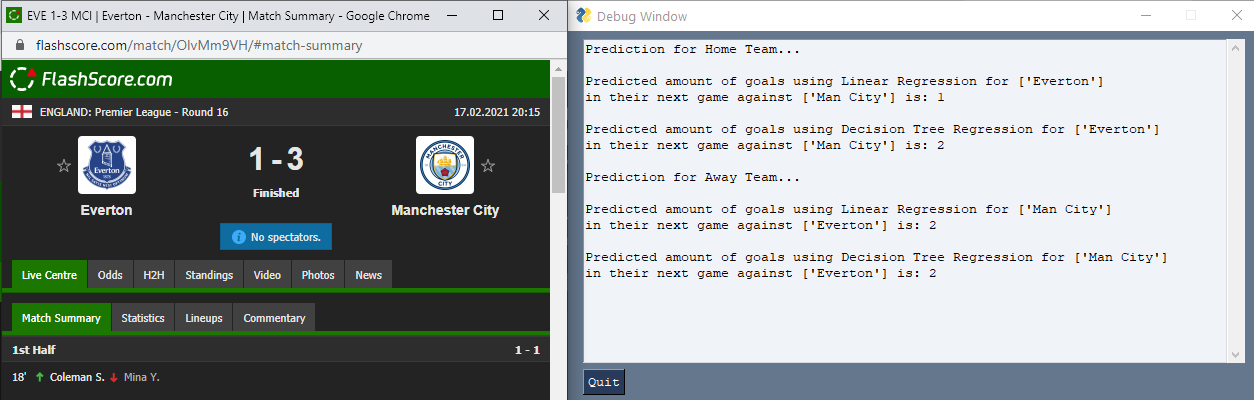 EVE 1-3 MCI | Everton - Manchester City | Match Summary - Google Chrome
flashscore.com/match/OlvMm9VH/#match-summary
FlashScore.com
ENGLAND: Premier League - Round 16 17.02.2021 20:15
Everton
MANCHESTER
CITY
1 - 3
Finished
Everton Manchester City
No spectators.
Live Centre Odds H2H Standings Video Photos News
Match Summary Statistics Lineups Commentary
1st Half 1 - 1
18' Coleman S. Mina Y.
Debug Window
Prediction for Home Team...
Predicted amount of goals using Linear Regression for ['Everton']
in their next game against ['Man City'] is: 1
Predicted amount of goals using Decision Tree Regression for ['Everton']
in their next game against ['Man City'] is: 2
Prediction for Away Team...
Predicted amount of goals using Linear Regression for ['Man City']
in their next game against ['Everton'] is: 2
Predicted amount of goals using Decision Tree Regression for ['Man City']
in their next game against ['Everton'] is: 2
Quit